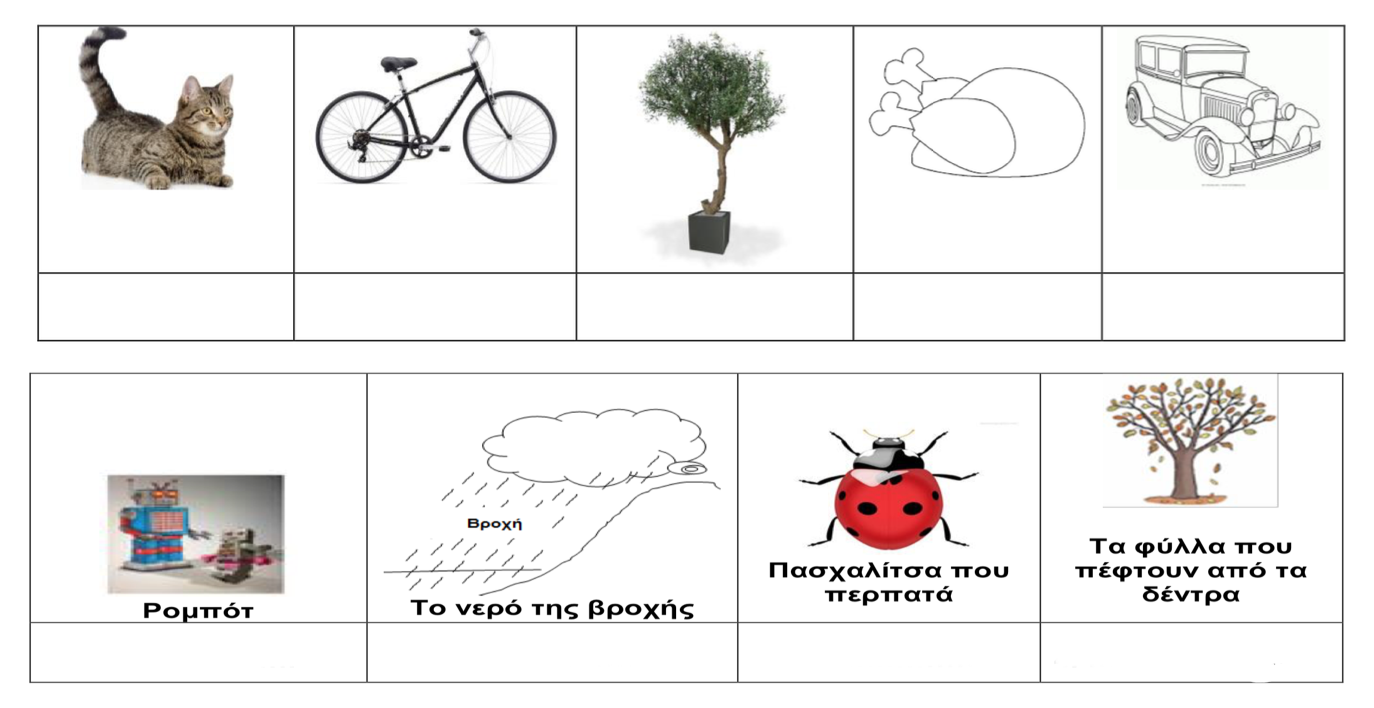 Βροχή
Ρομπότ
Το νερό της βροχής
Πασχαλίτσα που
περπατά
Τα φύλλα που
πέφτουν από τα
δέντρα